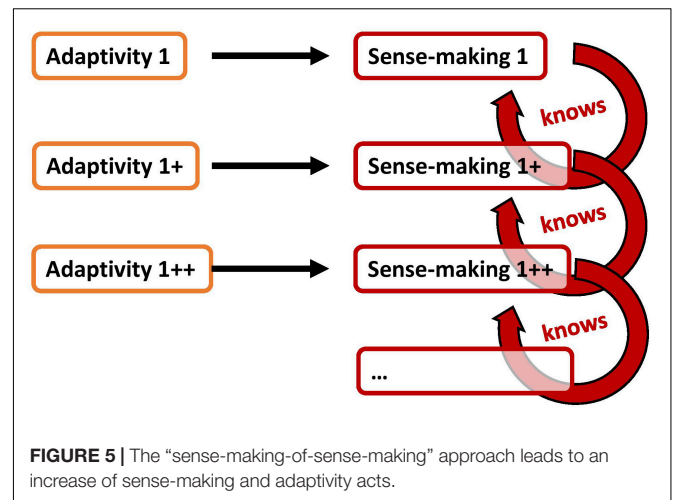 Adaptivity 1
Sense-making 1
knows
Adaptivity 1+
Sense-making 1+
knows
Adaptivity 1++
Sense-making 1++
knows
...
FIGURE 5 | The “sense-making-of-sense-making” approach leads to an
increase of sense-making and adaptivity acts.